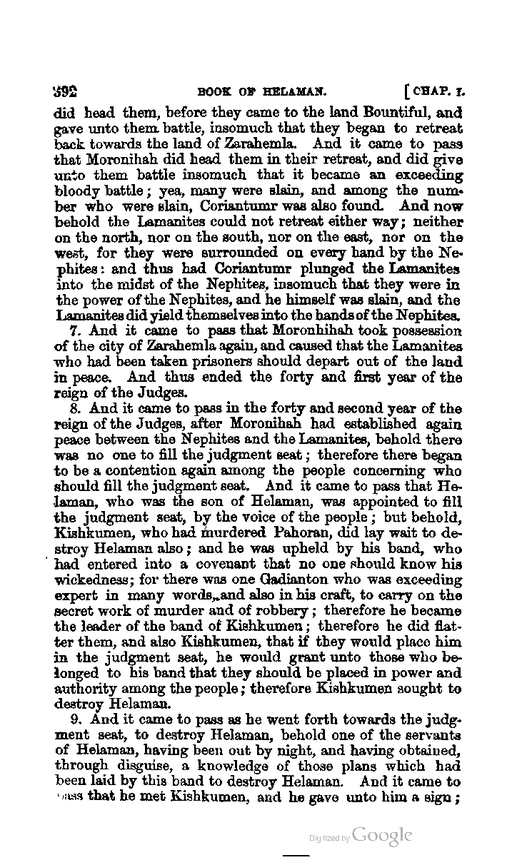 392 BOOK OF HELAMAN. [CHAP. I.
did head them, before they came to the land Bountiful, and
gave unto them battle, insomuch that they began to retreat
back towards the land of Zarahemla. And it came to pass
that Moronihah did head them in their retreat, and did give
unto them battle insomuch that it became an exceeding
bloody battle; yea, many were slain, and among the num-
ber who were slain, Coriantumr was also found. And now
behold the Lamanites could not retreat either way; neither
on the north, nor on the south, nor on the east, nor on the
west, for they were surrounded on every hand by the Ne-
phites: and thus had Coriantumr plunged the Lamanites
into the midst of the Nephites, insomuch that they were in
the power of the Nephites, and he himself was slain, and the
Lamanites did yield themselves into the hands of the Nephites.
7. And it came to pass that Moronhihah took possession
of the city of Zarahemla again, and caused that the Lamanites
who had been taken prisoners should depart out of the land
in peace. And thus ended the forty and first year of the
reign of the Judges.
8. And it came to pass in the forty and second year of the
reign of the Judges, after Moronihah had established again
peace between the Nephites and the Lamanites, behold there
was no one to fill the judgment seat; therefore there began
to be a contention again among the people concerning who
should fill the judgment seat. And it came to pass that He-
laman, who was the son of Helaman, was appointed to fill
the judgment seat, by the voice of the people; but behold,
Kishkumen, who had murdered Pahoran, did lay wait to de-
stroy Helaman also; and he was upheld by his band, who
had entered into a covenant that no one should know his
wickedness; for there was one Gadianton who was exceeding
expert in many words, and also in his craft, to carry on the
secret work of murder and of robbery; therefore he became
the leader of the band of Kishkumen; therefore he did flat-
ter them, and also Kishkumen, that if they would place him
in the judgment seat, he would grant unto those who be-
longed to his band that they should be placed in power and
authority among the people; therefore Kishkumen sought to
destroy Helaman.
9. And it came to pass as he went forth towards the judg-
ment seat, to destroy Helaman, behold one of the servants
of Helaman, having been out by night, and having obtained,
through disguise, a knowledge of those plans which had
been laid by this band to destroy Helaman. And it came to
pass that he met Kishkumen, and he gave unto him a sign;
Digitized by Google